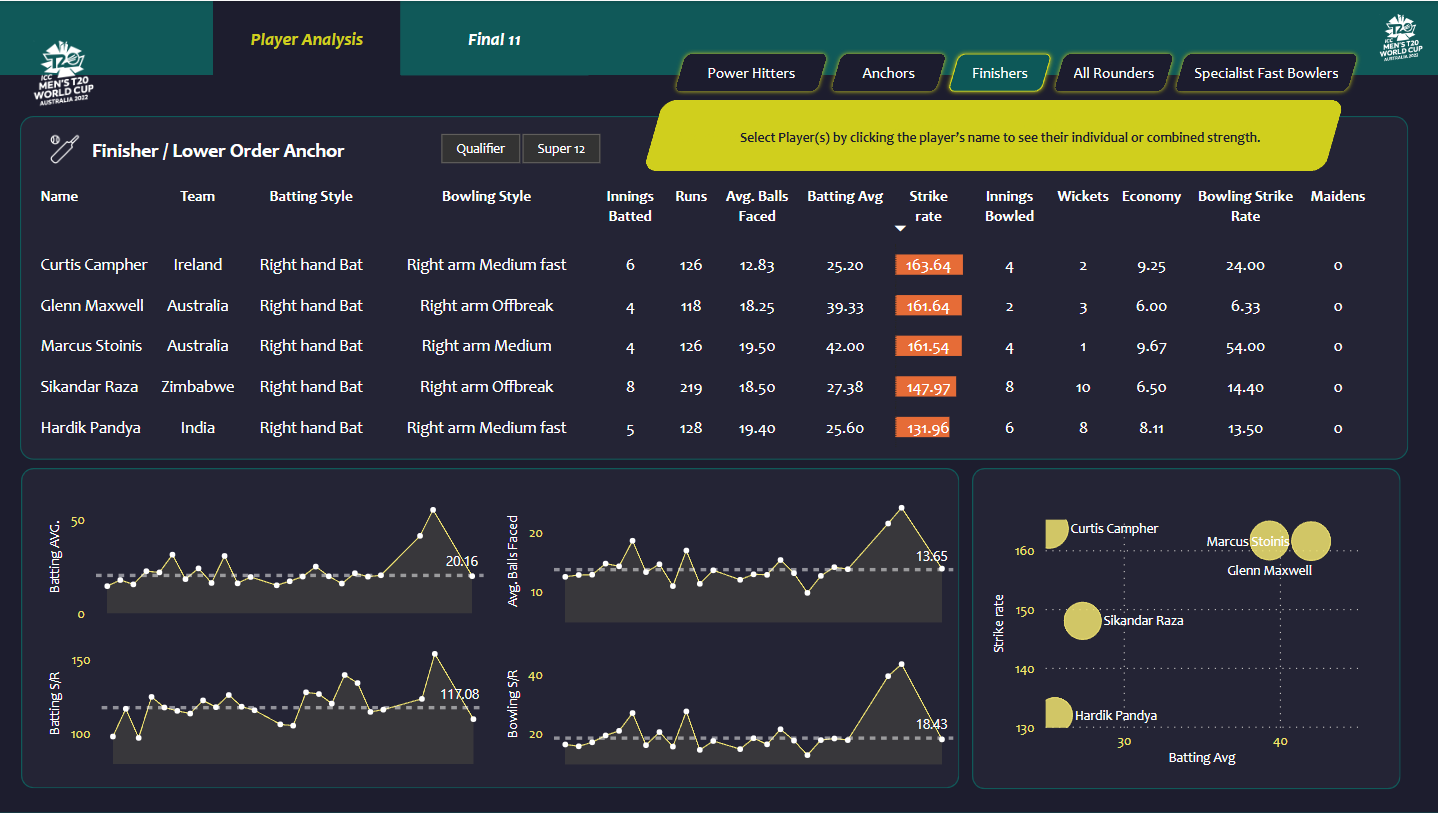 Player Analysis
Final 11
ICC
MEN'S T20
WORLD CUP
AUSTRALIA 2022
ICC
MEN'S T20
WORLD CUP
AUSTRALIA 2022
Power Hitters
Anchors
Finishers
All Rounders
Specialist Fast Bowlers
Select Player(s) by clicking the player's name to see their individual or combined strength.
Finisher / Lower Order Anchor
Qualifier
Super 12
Name Team Batting Style Bowling Style Innings Batted Runs Avg. Balls Faced Batting Avg Strike rate Innings Bowled Wickets Economy Bowling Strike Rate Maidens
Curtis Campher Ireland Right hand Bat Right arm Medium fast 6 126 12.83 25.20 163.64 4 2 9.25 24.00 0
Glenn Maxwell Australia Right hand Bat Right arm Offbreak 4 118 18.25 39.33 161.64 2 3 6.00 6.33 0
Marcus Stoinis Australia Right hand Bat Right arm Medium 4 126 19.50 42.00 161.54 4 1 9.67 54.00 0
Sikandar Raza Zimbabwe Right hand Bat Right arm Offbreak 8 219 18.50 27.38 147.97 8 10 6.50 14.40 0
Hardik Pandya India Right hand Bat Right arm Medium fast 5 128 19.40 25.60 131.96 6 8 8.11 13.50 0
Batting AVG.
50
0
20.16
Avg. Balls Faced
20
10
13.65
Batting S/R
150
100
117.08
Bowling S/R
40
20
18.43
Strike rate
160
150
140
130
Curtis Campher
Marcus Stoinis
Glenn Maxwell
Sikandar Raza
Hardik Pandya
30
40
Batting Avg